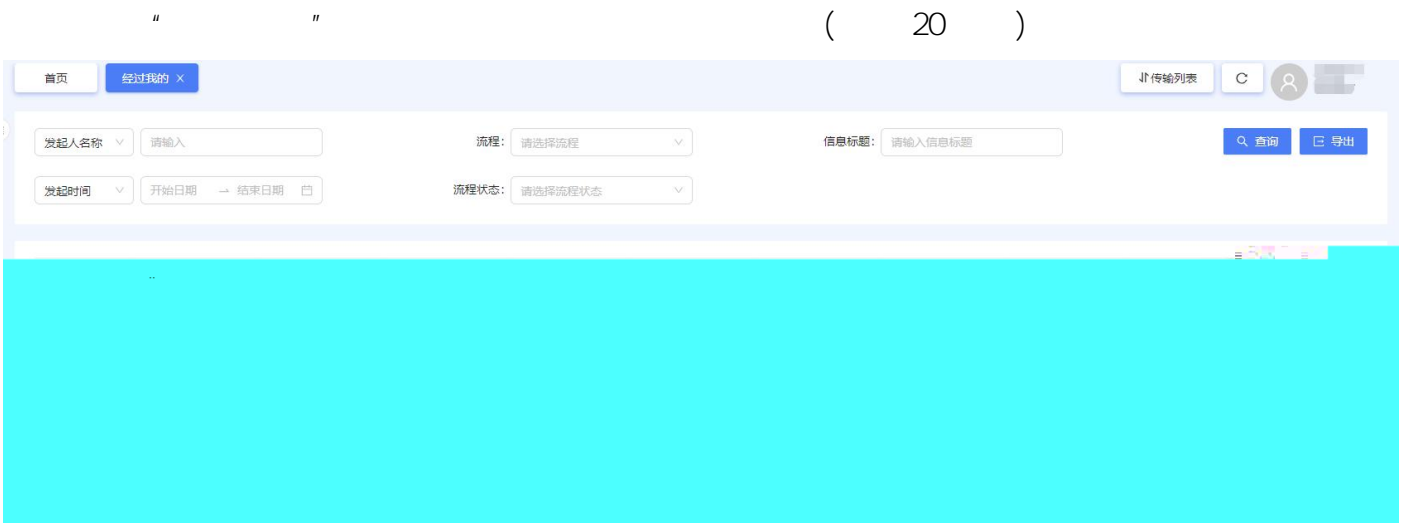 “ ” ( 20 )
首页 经过我的 × 传输列表
发起人名称 请输入 流程: 请选择流程 信息标题: 请输入信息标题 查询 导出
发起时间 开始日期 → 结束日期 流程状态: 请选择流程状态